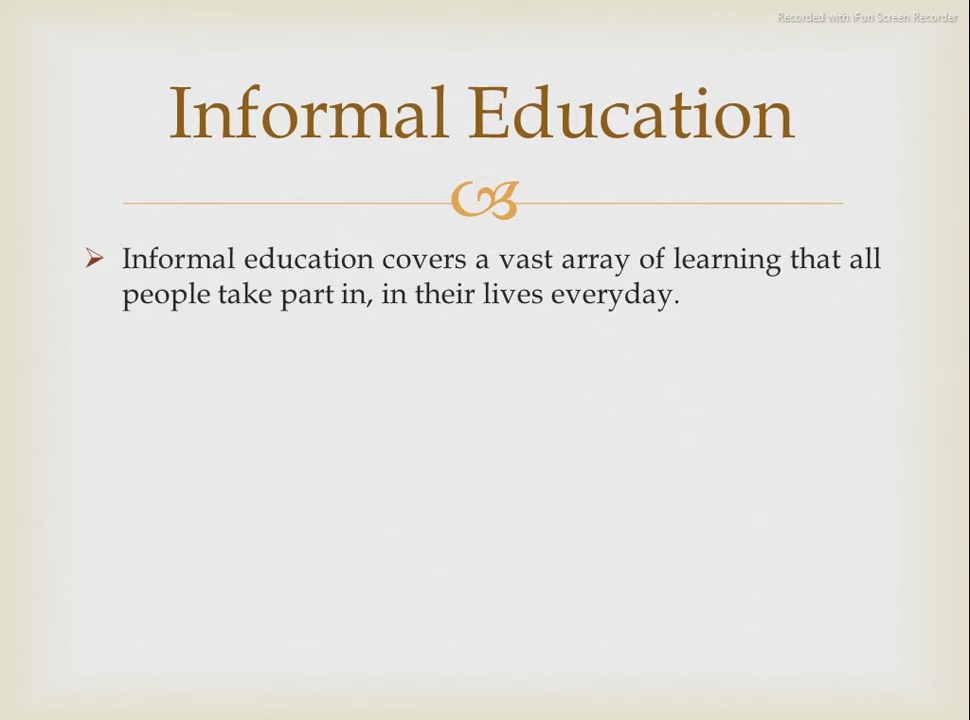 Recorded with iFun Screen Recorder
Informal Education
Informal education covers a vast array of learning that all
people take part in, in their lives everyday.